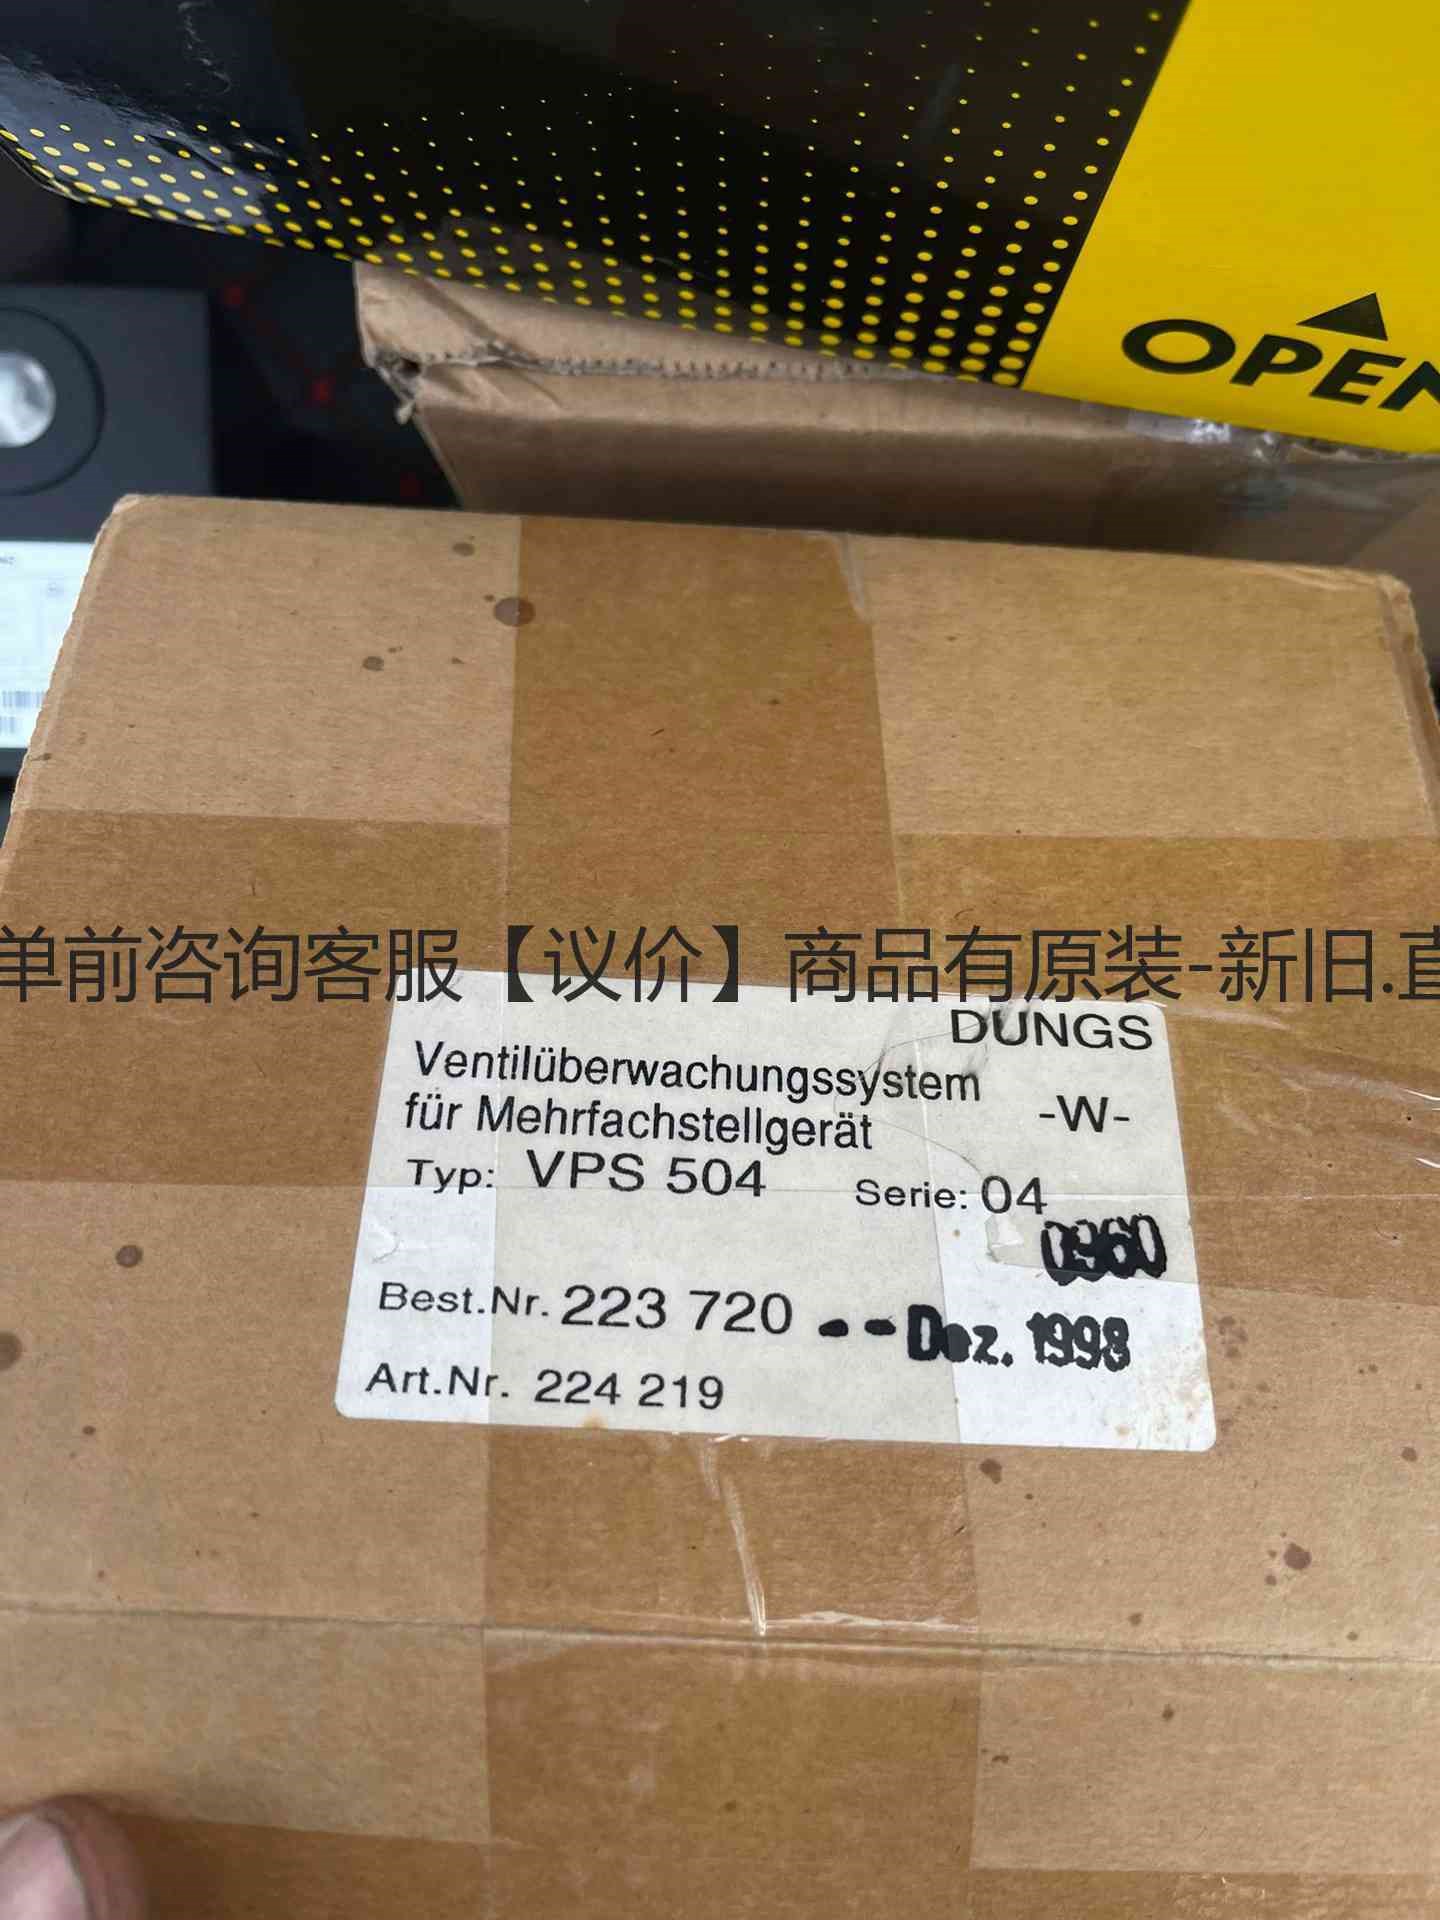 OPEN
单前咨询客服【议价】商品有原装-新旧.直
DUNGS
Ventilüberwachungssystem
für Mehrfachstellgerät
-W-
Typ: VPS 504 Serie: 04
0960
Best.Nr. 223 720 -- Dez. 1998
Art.Nr. 224 219